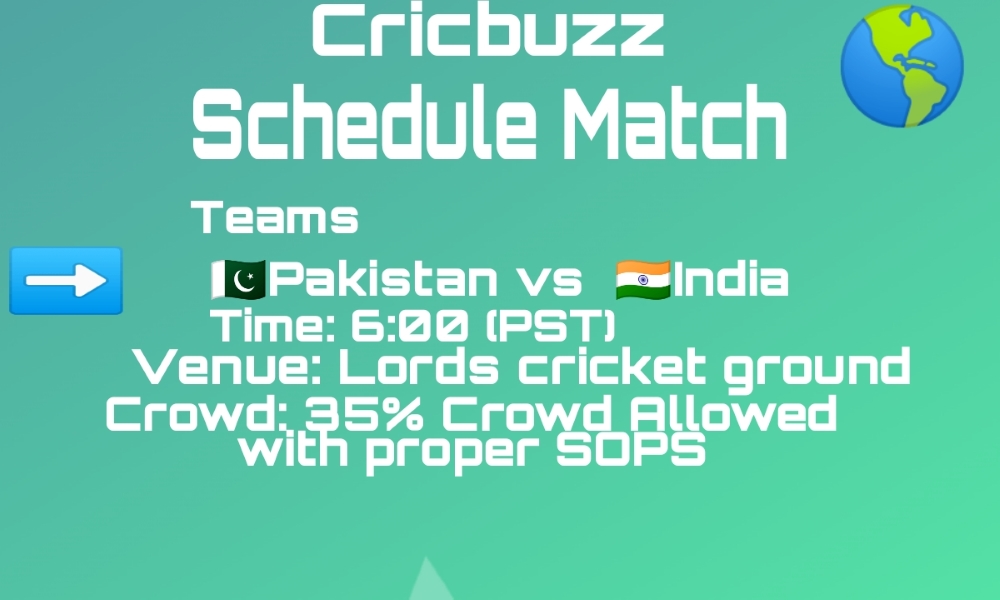 Cricbuzz
Schedule Match
Teams
🇵🇰Pakistan vs 🇮🇳India
Time: 6:00 (PST)
Venue: Lords cricket ground
Crowd: 35% Crowd Allowed
with proper SOPS